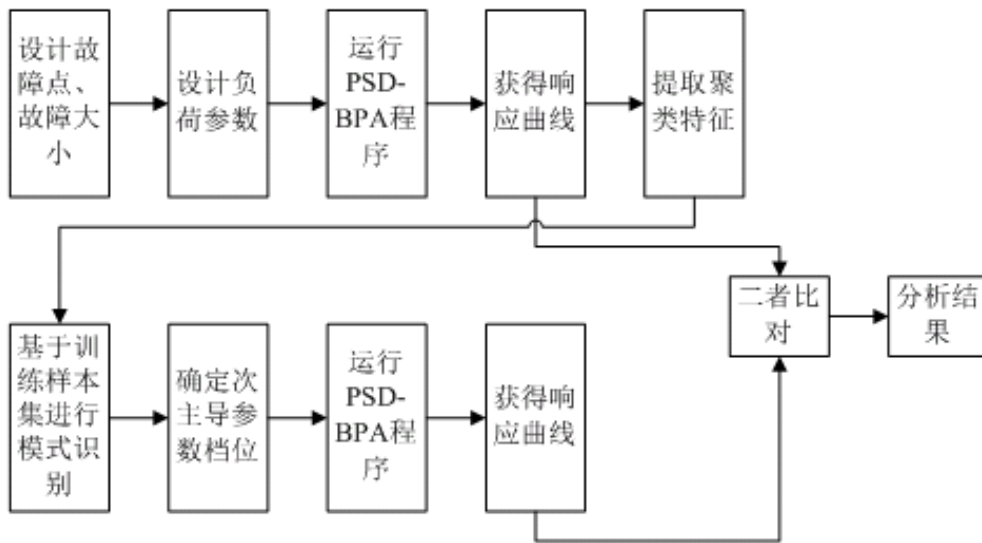 设计故
障点、
故障大
小
设计负
荷参数
运行
PSD-
BPA程
序
获得响
应曲线
提取聚
类特征
二者比
对
分析结
果
基于训
练样本
集进行
模式识
别
确定次
主导参
数档位
运行
PSD-
BPA程
序
获得响
应曲线